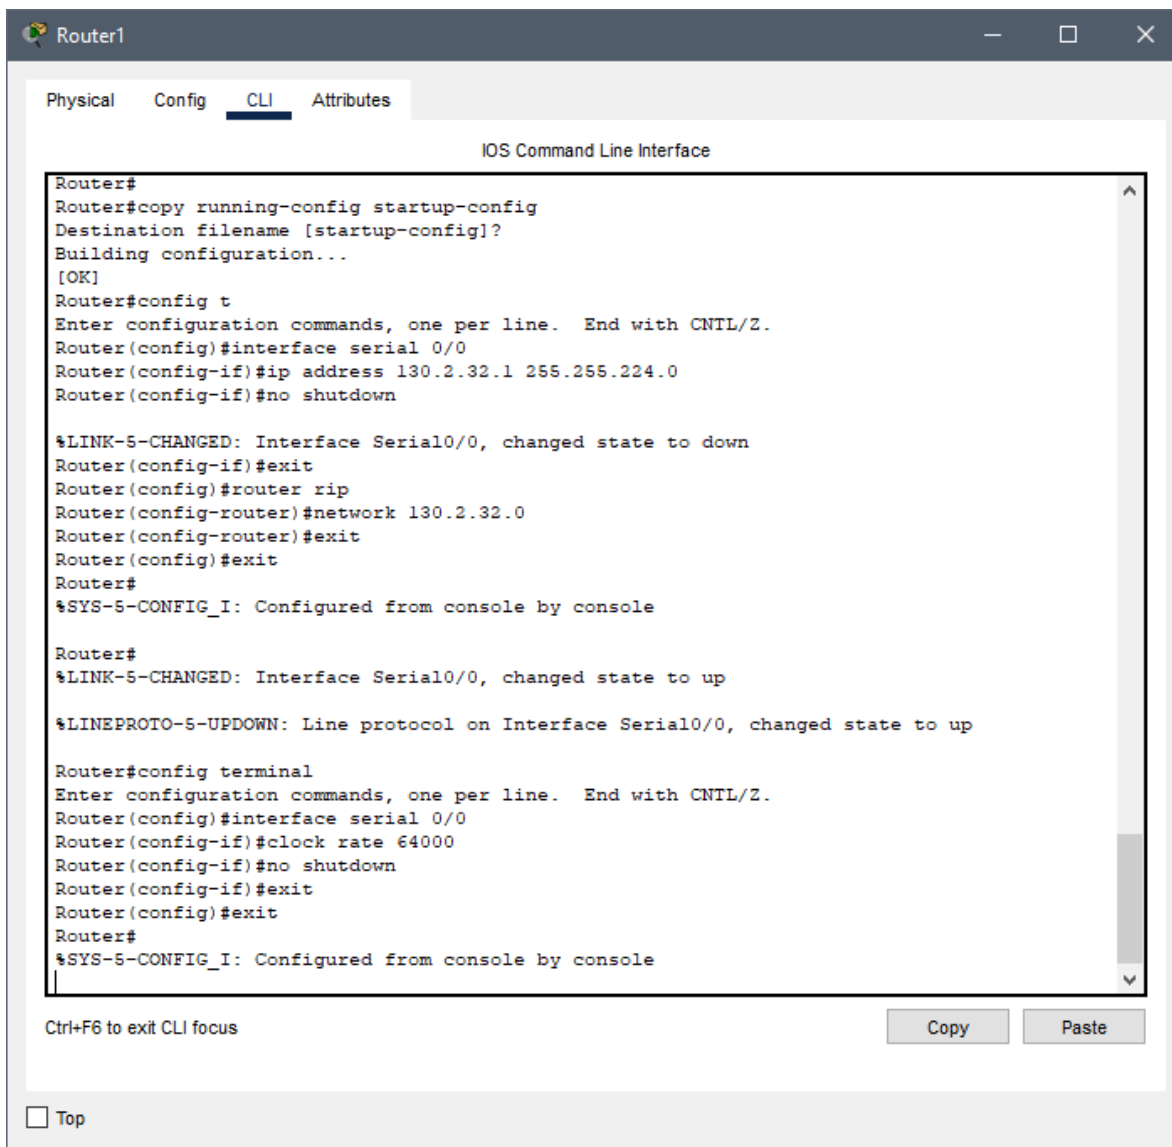 Router1
Physical Config CLI Attributes
IOS Command Line Interface
Router#
Router#copy running-config startup-config
Destination filename [startup-config]?
Building configuration...
[OK]
Router#config t
Enter configuration commands, one per line.  End with CNTL/Z.
Router(config)#interface serial 0/0
Router(config-if)#ip address 130.2.32.1 255.255.224.0
Router(config-if)#no shutdown
%LINK-5-CHANGED: Interface Serial0/0, changed state to down
Router(config-if)#exit
Router(config)#router rip
Router(config-router)#network 130.2.32.0
Router(config-router)#exit
Router(config)#exit
Router#
%SYS-5-CONFIG_I: Configured from console by console
Router#
%LINK-5-CHANGED: Interface Serial0/0, changed state to up
%LINEPROTO-5-UPDOWN: Line protocol on Interface Serial0/0, changed state to up
Router#config terminal
Enter configuration commands, one per line.  End with CNTL/Z.
Router(config)#interface serial 0/0
Router(config-if)#clock rate 64000
Router(config-if)#no shutdown
Router(config-if)#exit
Router(config)#exit
Router#
%SYS-5-CONFIG_I: Configured from console by console
Ctrl+F6 to exit CLI focus Copy Paste
Top